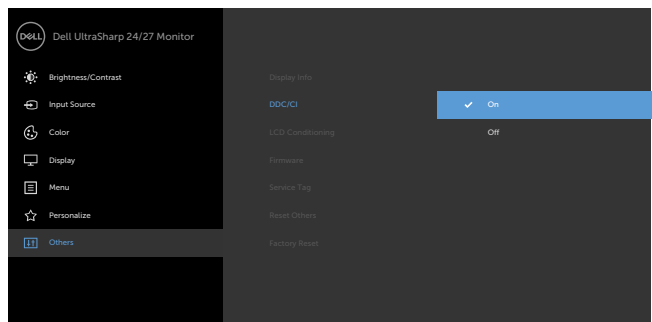 DELL Dell UltraSharp 24/27 Monitor
Brightness/Contrast
Display Info
Input Source
DDC/CI
On
Color
LCD Conditioning
Off
Display
Firmware
Menu
Service Tag
Personalize
Reset Others
Others
Factory Reset